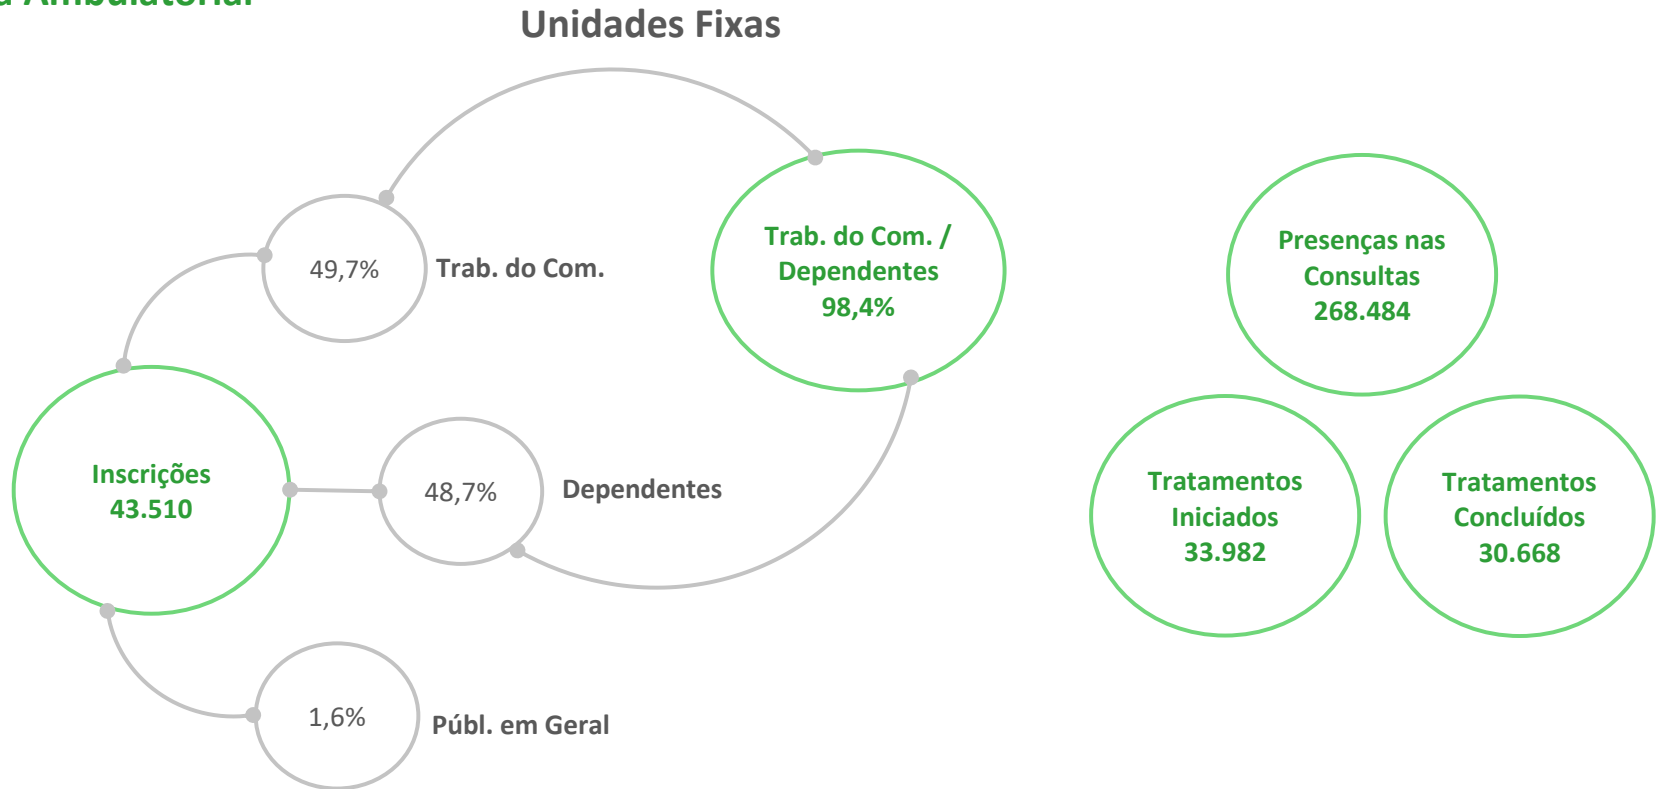 Ambulatorial
Unidades Fixas
49,7%
Trab. do Com.
Trab. do Com. /
Dependentes
98,4%
Inscrições
43.510
48,7%
Dependentes
1,6%
Públ. em Geral
Presenças nas
Consultas
268.484
Tratamentos
Iniciados
33.982
Tratamentos
Concluídos
30.668